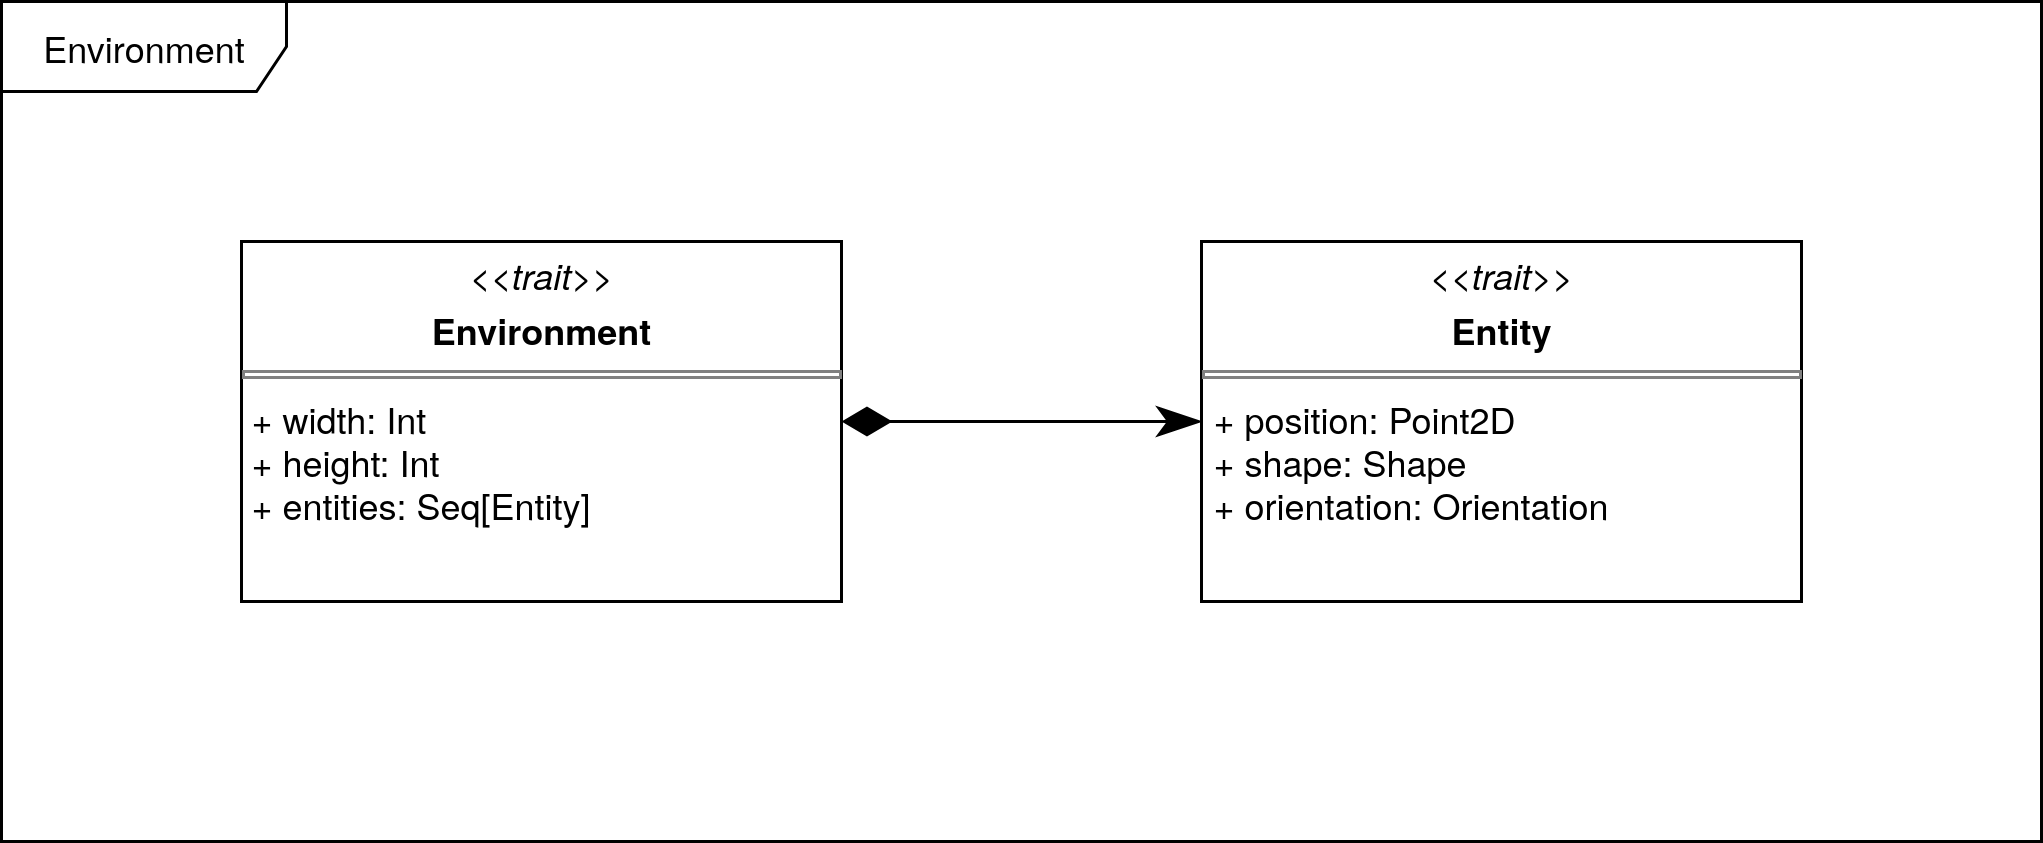 Environment
<<trait>>
Environment
+ width: Int
+ height: Int
+ entities: Seq[Entity]
<<trait>>
Entity
+ position: Point2D
+ shape: Shape
+ orientation: Orientation